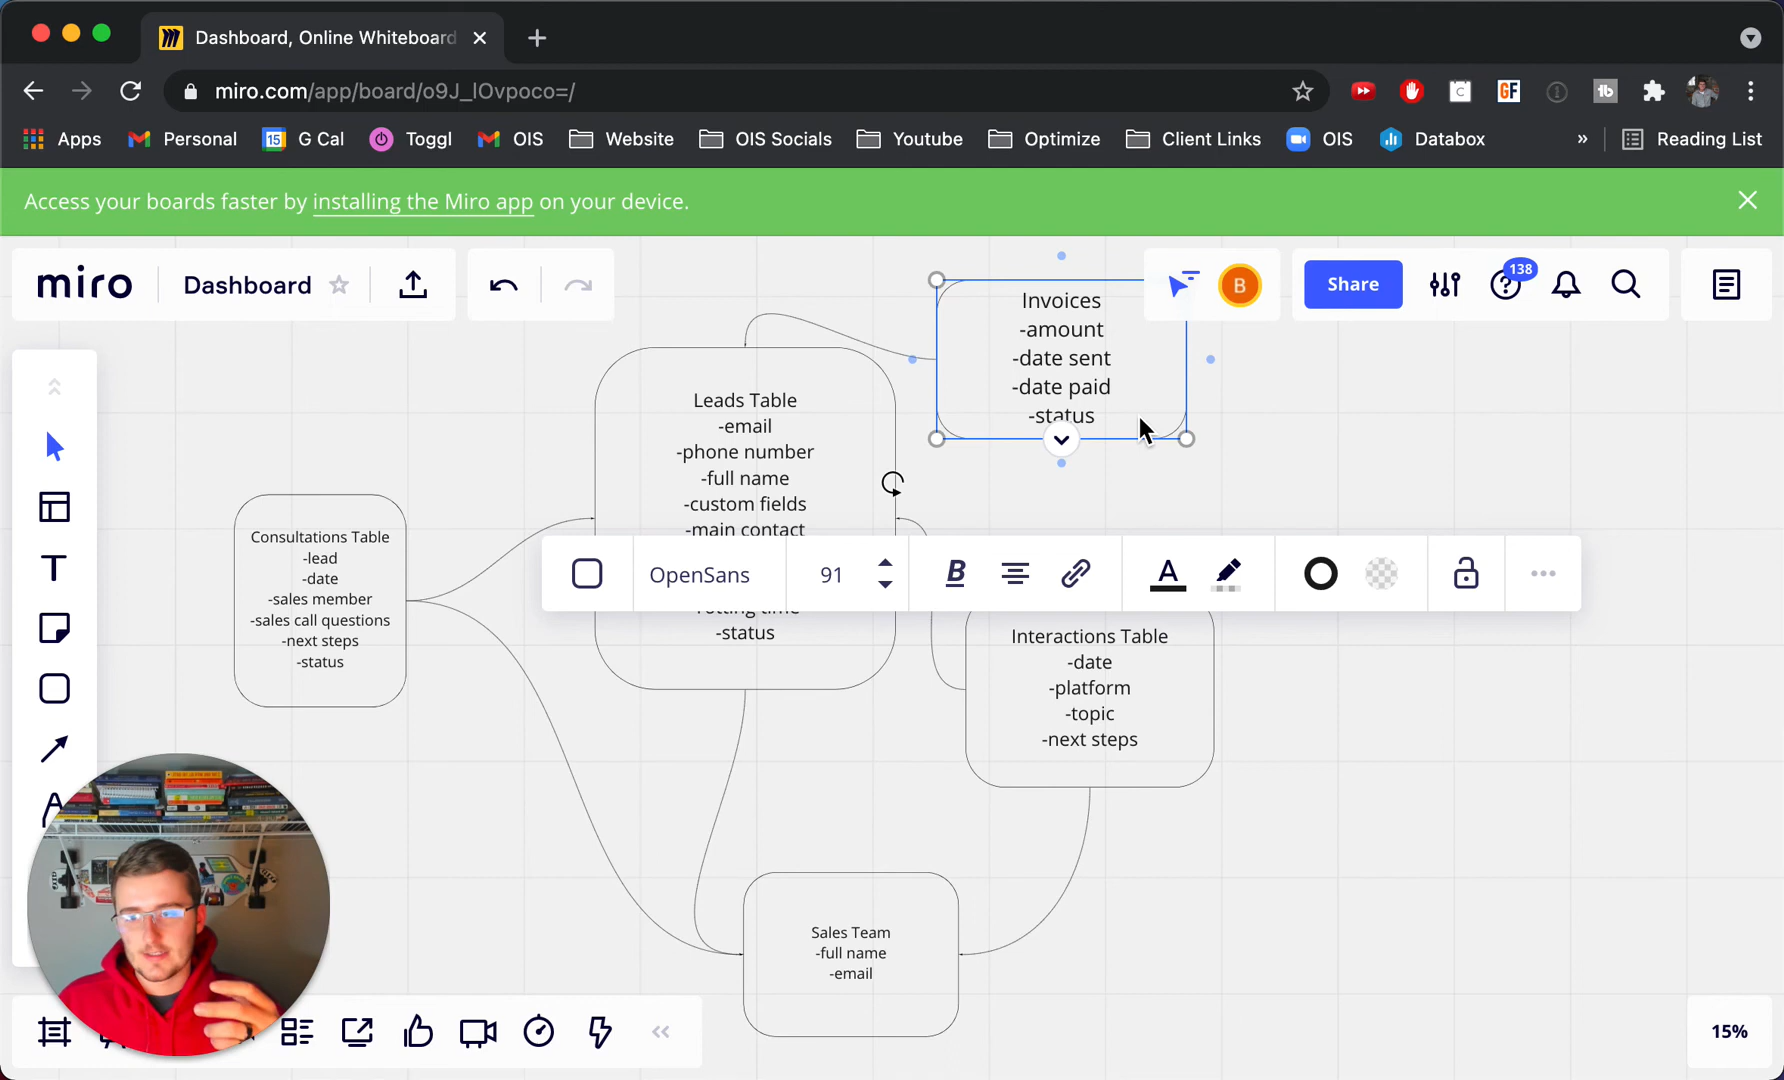 Dashboard, Online Whiteboard
miro.com/app/board/o9J_lOvpoco=/
Apps
Personal
15
G Cal
Toggl
OIS
Website
OIS Socials
Youtube
Optimize
Client Links
OIS
Databox
»
Reading List
C
GF
tb
Access your boards faster by installing the Miro app on your device.
miro
Dashboard
B
Share
138
Invoices
-amount
-date sent
-date paid
-status
Leads Table
-email
-phone number
-full name
-custom fields
-main contact
-status
Consultations Table
-lead
-date
-sales member
-sales call questions
-next steps
-status
OpenSans
91
B
A
Interactions Table
-date
-platform
-topic
-next steps
Sales Team
-full name
-email
15%